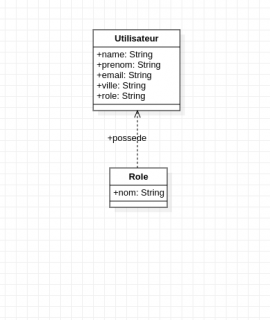 Utilisateur
+name: String
+prenom: String
+email: String
+ville: String
+role: String
+possede
Role
+nom: String